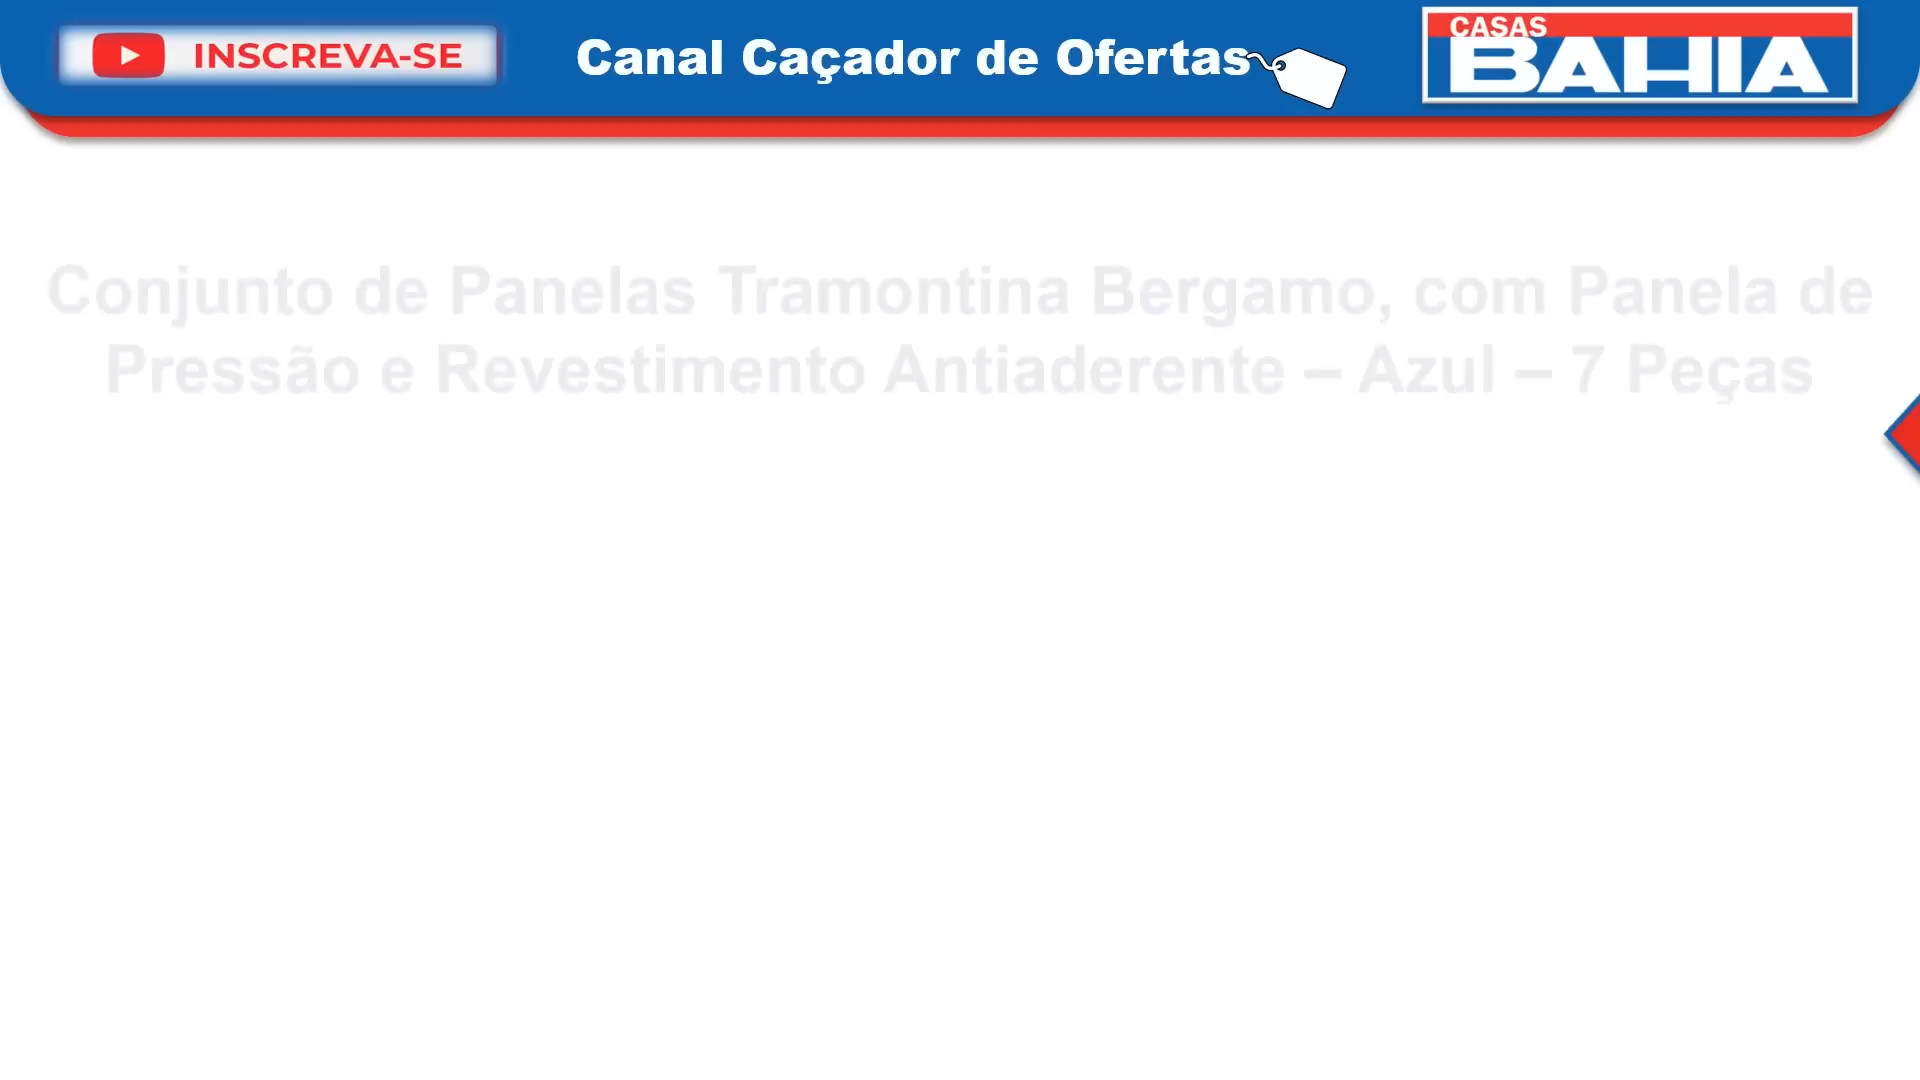 INSCREVA-SE
Canal Caçador de Ofertas
CASAS
BAHIA
Conjunto de Panelas Tramontina Bergamo, com Panela de
Pressão e Revestimento Antiaderente – Azul – 7 Peças